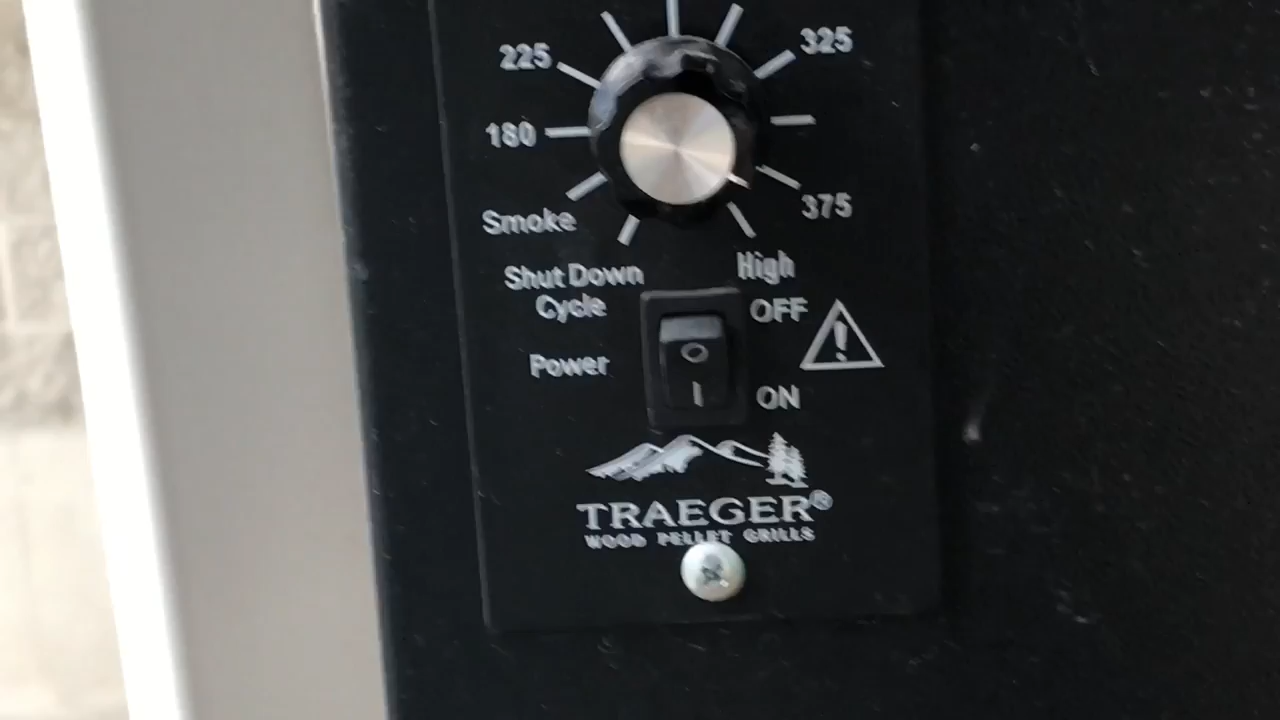 225
325
180
375
Smoke
Shut Down
Cycle
High
OFF
Power
O
I
ON
TRAEGER®
WOOD PELLET GRILLS